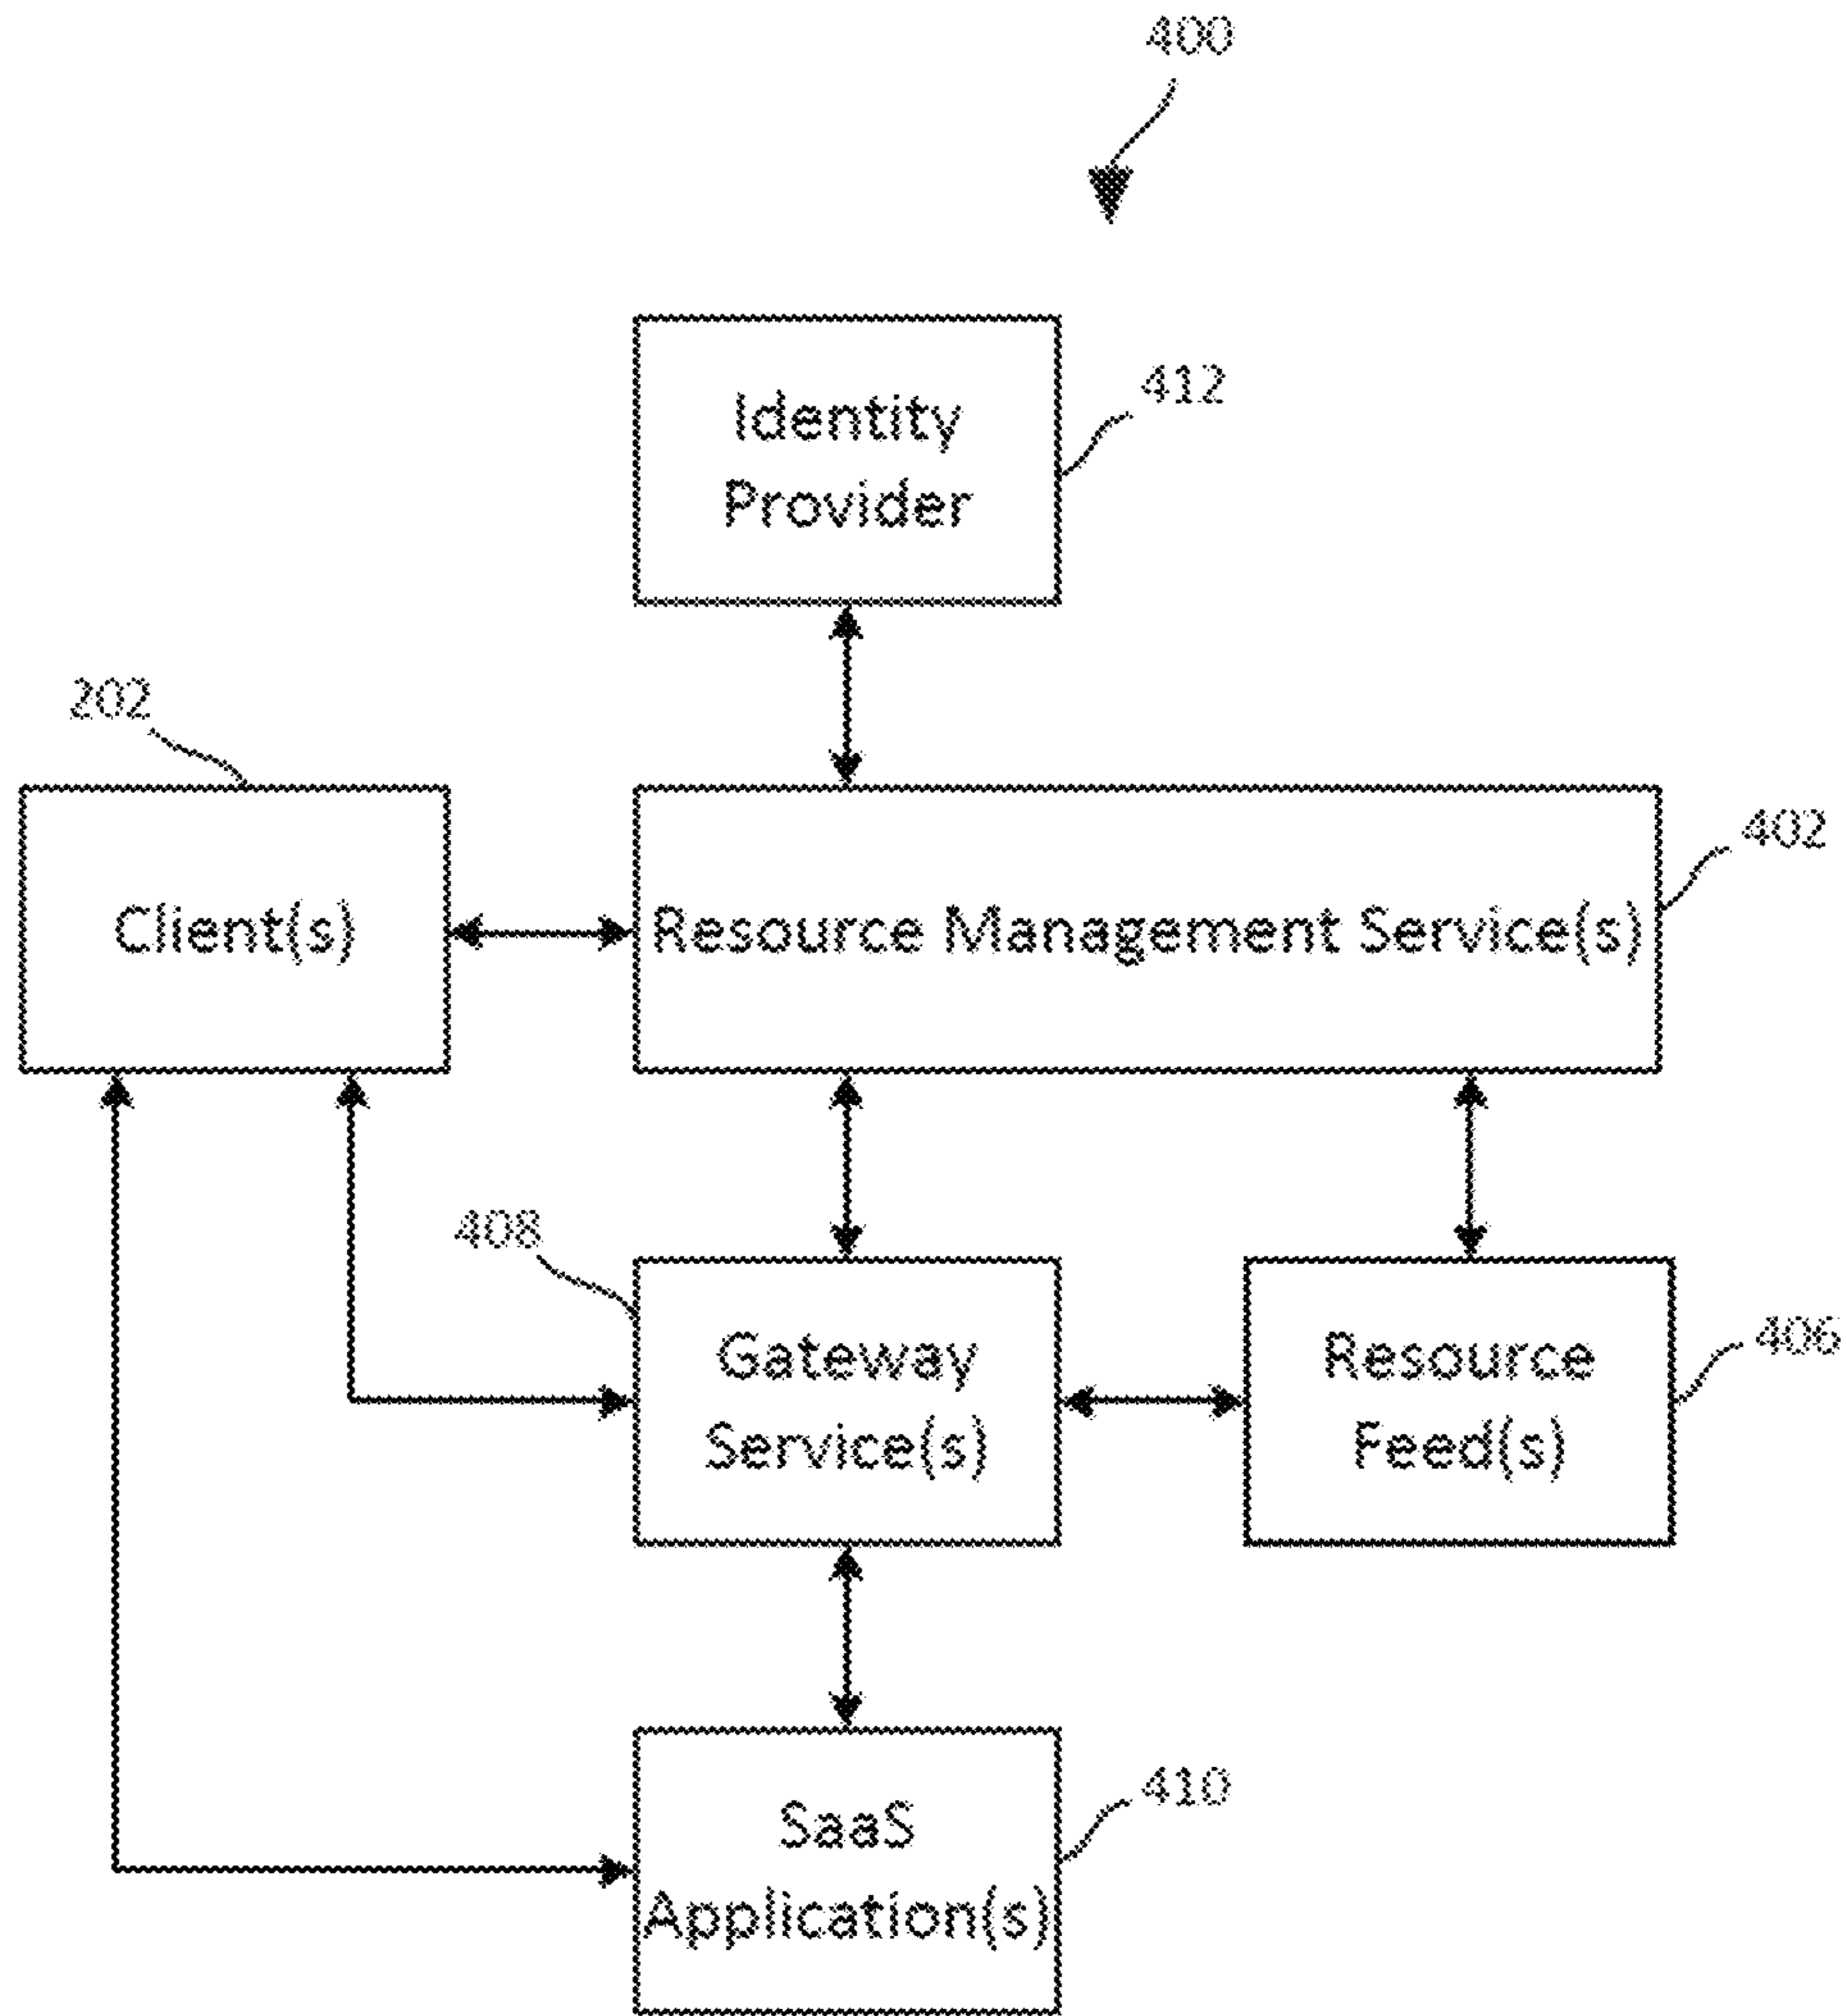 400
Identity
Provider
412
202
Client(s)
Resource Management Service(s)
402
408
Gateway
Service(s)
Resource
Feed(s)
406
SaaS
Application(s)
410